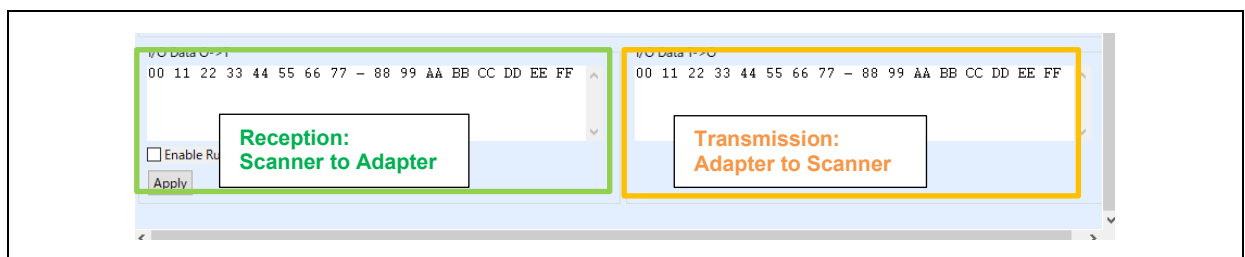 I/O Data O->T
I/O Data T->O
00 11 22 33 44 55 66 77 – 88 99 AA BB CC DD EE FF
00 11 22 33 44 55 66 77 – 88 99 AA BB CC DD EE FF
Reception:
Scanner to Adapter
Transmission:
Adapter to Scanner
Enable Ru
Apply